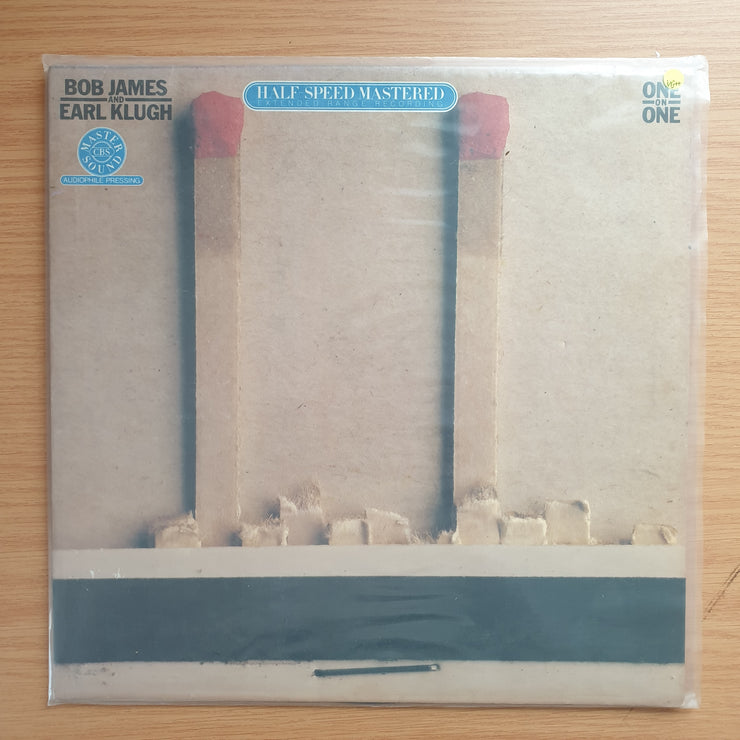 BOB JAMES
AND
EARL KLUGH
HALF SPEED MASTERED
EXTENDED RANGE RECORDING
ONE
ON
ONE
MASTER
CBS
SOUND
AUDIOPHILE PRESSING